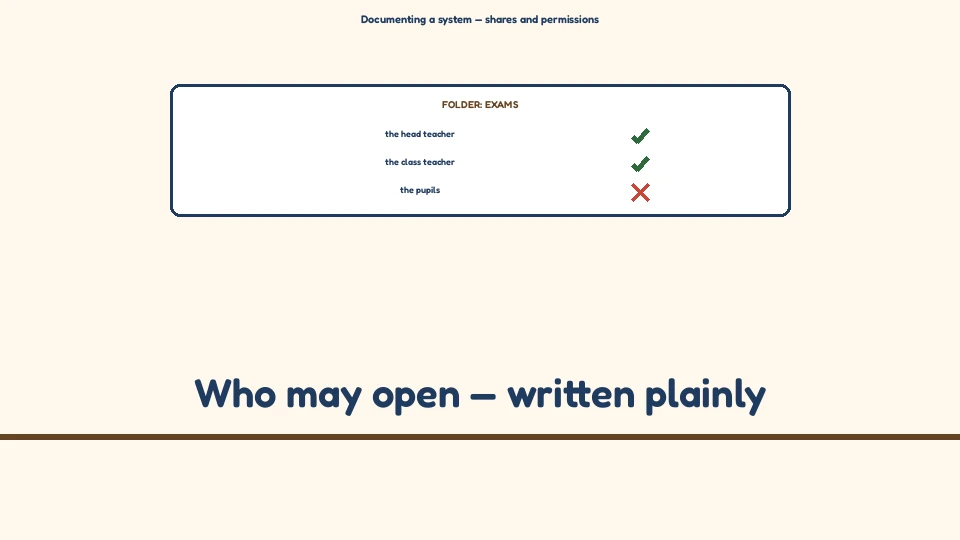 Documenting a system — shares and permissions
FOLDER: EXAMS
the head teacher
the class teacher
the pupils
Who may open — written plainly